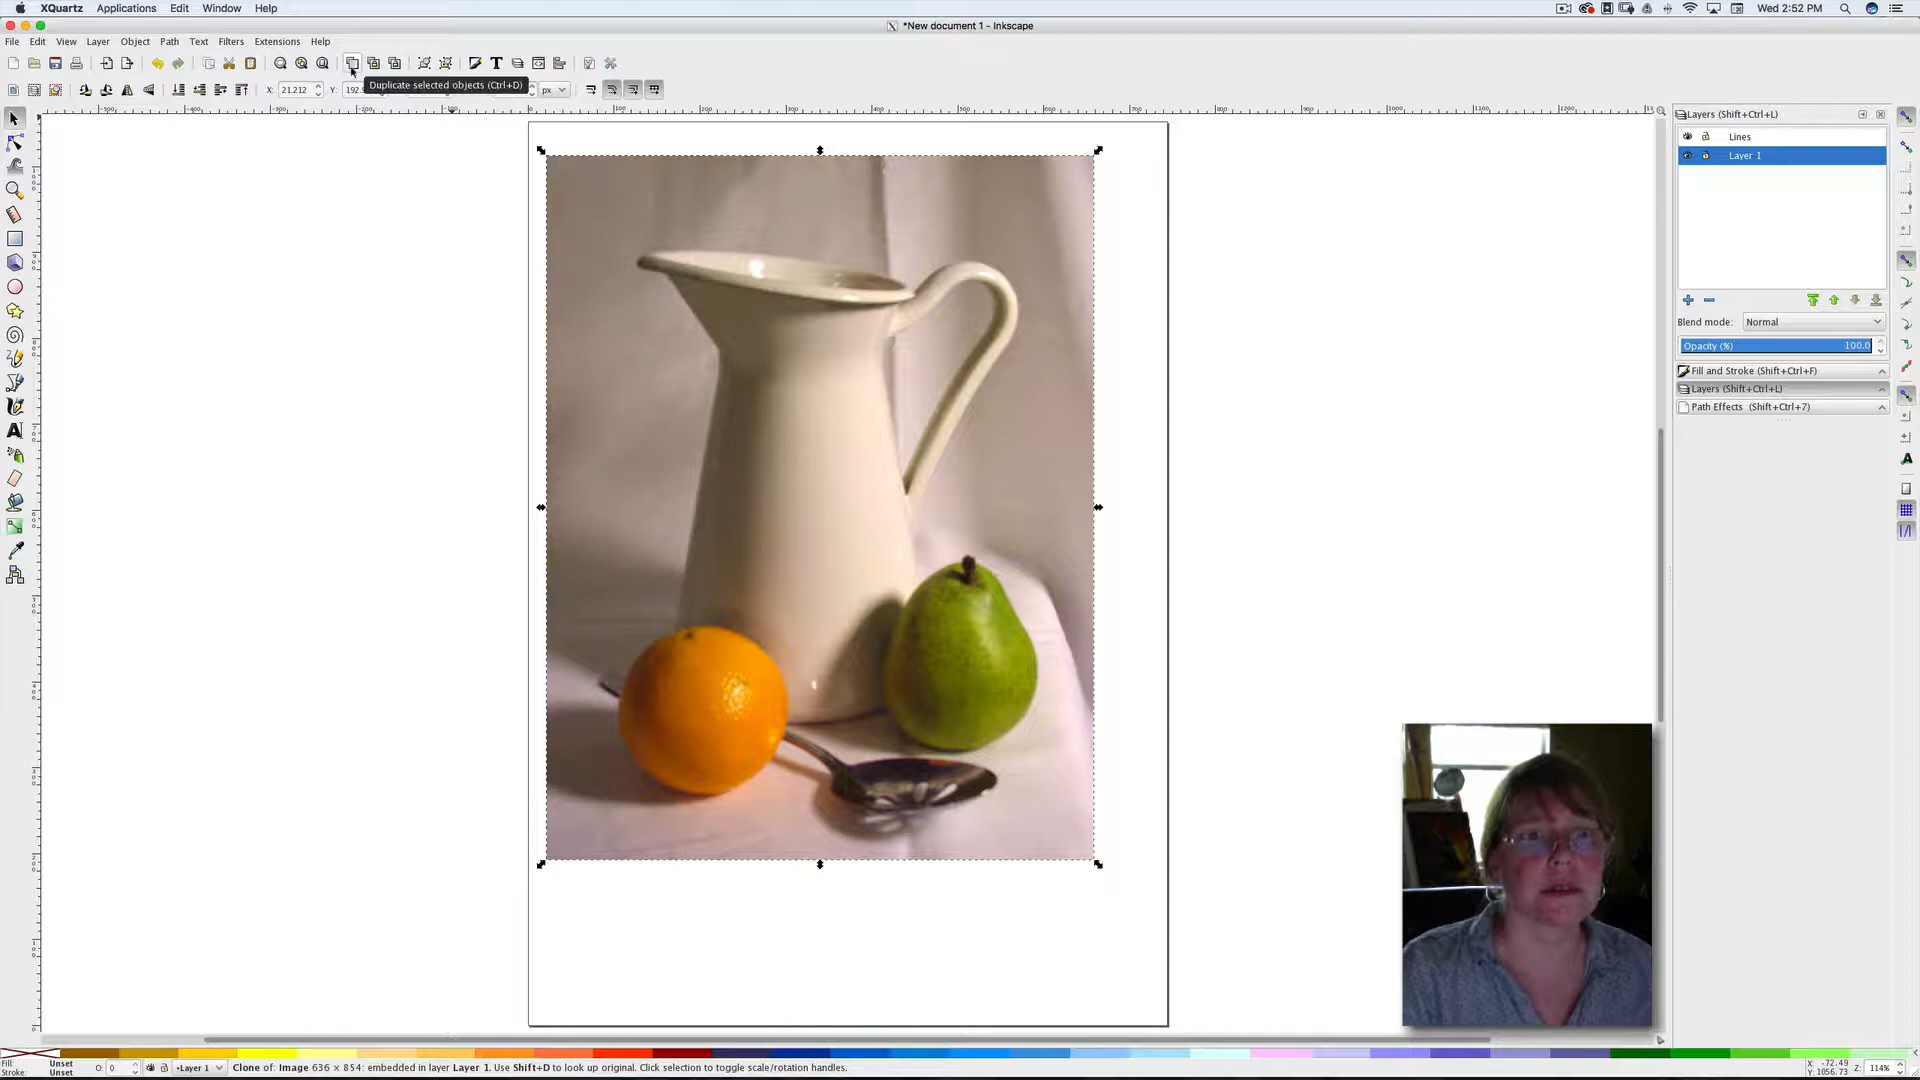 XQuartz Applications Edit Window Help
Wed 2:52 PM
*New document 1 - Inkscape
File Edit View Layer Object Path Text Filters Extensions Help
Duplicate selected objects (Ctrl+D)
X: 21.212 Y: 192. px
Layers (Shift+Ctrl+L)
Lines
Layer 1
Blend mode: Normal
Opacity (%) 100.0
Fill and Stroke (Shift+Ctrl+F)
Layers (Shift+Ctrl+L)
Path Effects (Shift+Ctrl+7)
Fill: Unset
Stroke: Unset
O: 0
•Layer 1
Clone of: Image 636 × 854: embedded in layer Layer 1. Use Shift+D to look up original. Click selection to toggle scale/rotation handles.
X: -72.49
Y: 1056.73
Z: 114%